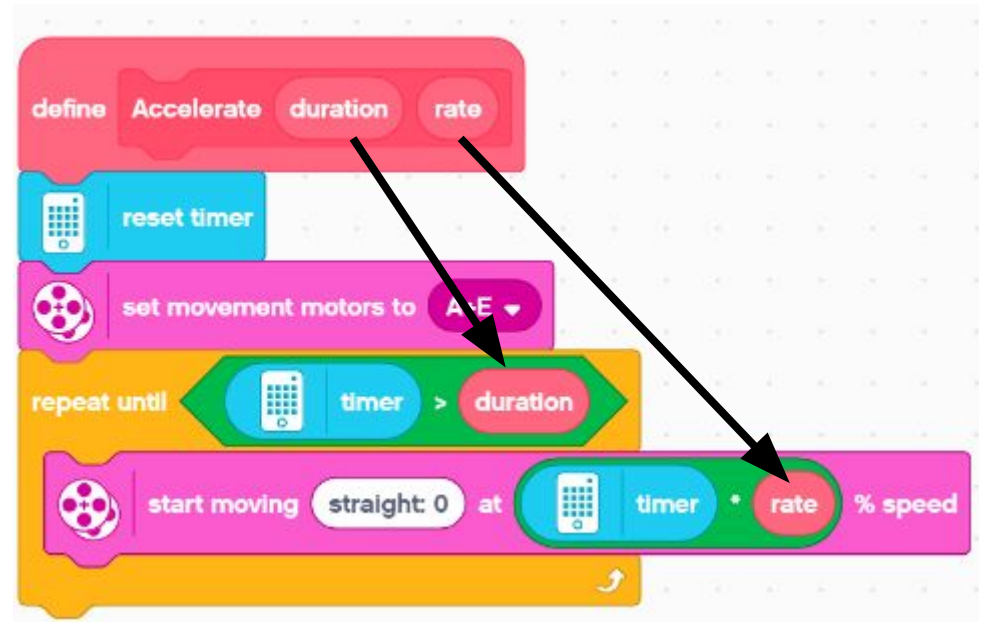 define Accelerate duration rate
reset timer
set movement motors to A+E
repeat until timer > duration
start moving straight: 0 at timer * rate % speed